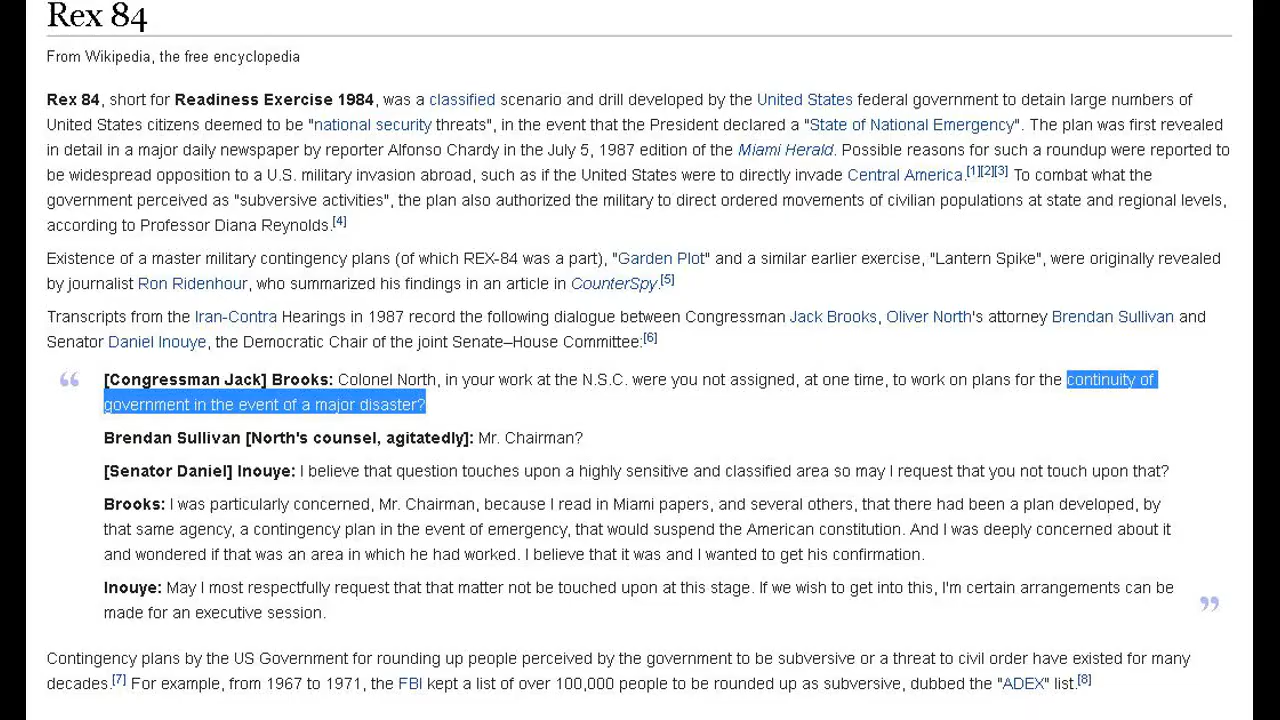 Rex 84
From Wikipedia, the free encyclopedia
Rex 84, short for Readiness Exercise 1984, was a classified scenario and drill developed by the United States federal government to detain large numbers of
United States citizens deemed to be "national security threats", in the event that the President declared a "State of National Emergency". The plan was first revealed
in detail in a major daily newspaper by reporter Alfonso Chardy in the July 5, 1987 edition of the Miami Herald. Possible reasons for such a roundup were reported to
be widespread opposition to a U.S. military invasion abroad, such as if the United States were to directly invade Central America.[1][2][3] To combat what the
government perceived as "subversive activities", the plan also authorized the military to direct ordered movements of civilian populations at state and regional levels,
according to Professor Diana Reynolds.[4]
Existence of a master military contingency plans (of which REX-84 was a part), "Garden Plot" and a similar earlier exercise, "Lantern Spike", were originally revealed
by journalist Ron Ridenhour, who summarized his findings in an article in CounterSpy.[5]
Transcripts from the Iran-Contra Hearings in 1987 record the following dialogue between Congressman Jack Brooks, Oliver North's attorney Brendan Sullivan and
Senator Daniel Inouye, the Democratic Chair of the joint Senate–House Committee:[6]
“ [Congressman Jack] Brooks: Colonel North, in your work at the N.S.C. were you not assigned, at one time, to work on plans for the continuity of
government in the event of a major disaster?
Brendan Sullivan [North's counsel, agitatedly]: Mr. Chairman?
[Senator Daniel] Inouye: I believe that question touches upon a highly sensitive and classified area so may I request that you not touch upon that?
Brooks: I was particularly concerned, Mr. Chairman, because I read in Miami papers, and several others, that there had been a plan developed, by
that same agency, a contingency plan in the event of emergency, that would suspend the American constitution. And I was deeply concerned about it
and wondered if that was an area in which he had worked. I believe that it was and I wanted to get his confirmation.
Inouye: May I most respectfully request that that matter not be touched upon at this stage. If we wish to get into this, I'm certain arrangements can be
made for an executive session. ”
Contingency plans by the US Government for rounding up people perceived by the government to be subversive or a threat to civil order have existed for many
decades.[7] For example, from 1967 to 1971, the FBI kept a list of over 100,000 people to be rounded up as subversive, dubbed the "ADEX" list.[8]